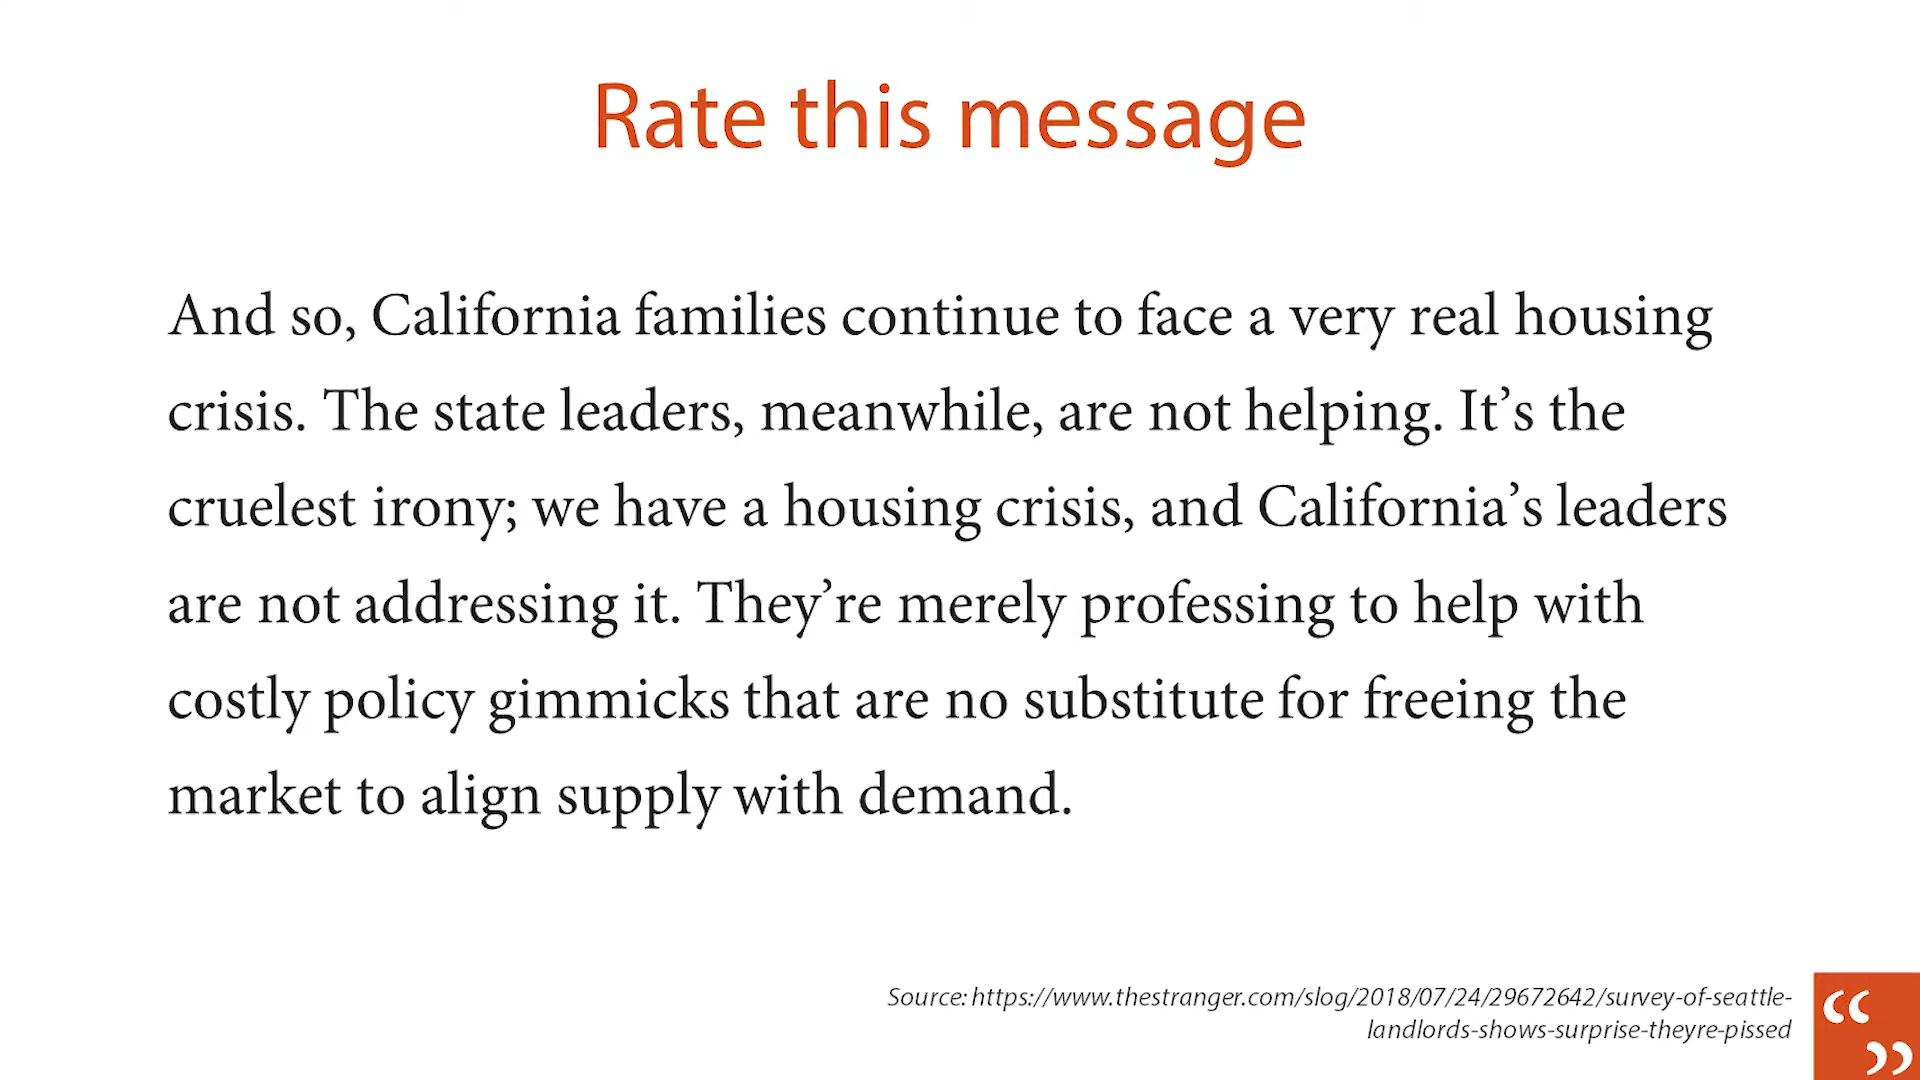 Rate this message
And so, California families continue to face a very real housing
crisis. The state leaders, meanwhile, are not helping. It’s the
cruelest irony; we have a housing crisis, and California’s leaders
are not addressing it. They’re merely professing to help with
costly policy gimmicks that are no substitute for freeing the
market to align supply with demand.
Source: https://www.thestranger.com/slog/2018/07/24/29672642/survey-of-seattle-
landlords-shows-surprise-theyre-pissed